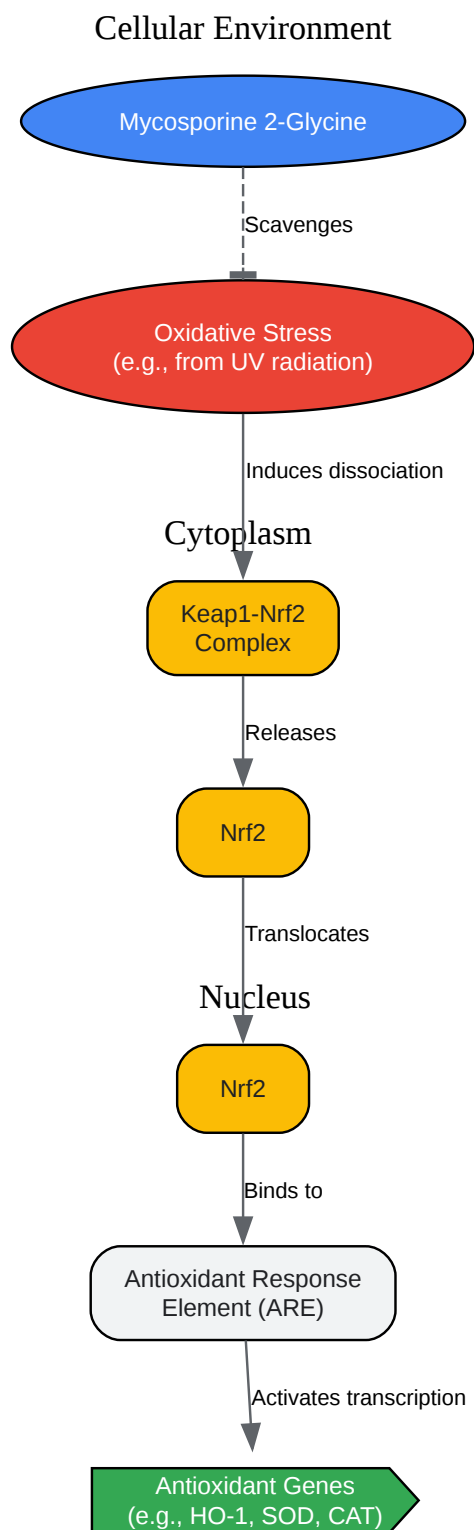 Cellular Environment
Mycosporine 2-Glycine
Scavenges
Oxidative Stress
(e.g., from UV radiation)
Induces dissociation
Cytoplasm
Keap1-Nrf2
Complex
Releases
Nrf2
Translocates
Nucleus
Nrf2
Binds to
Antioxidant Response
Element (ARE)
Activates transcription
Antioxidant Genes
(e.g., HO-1, SOD, CAT)